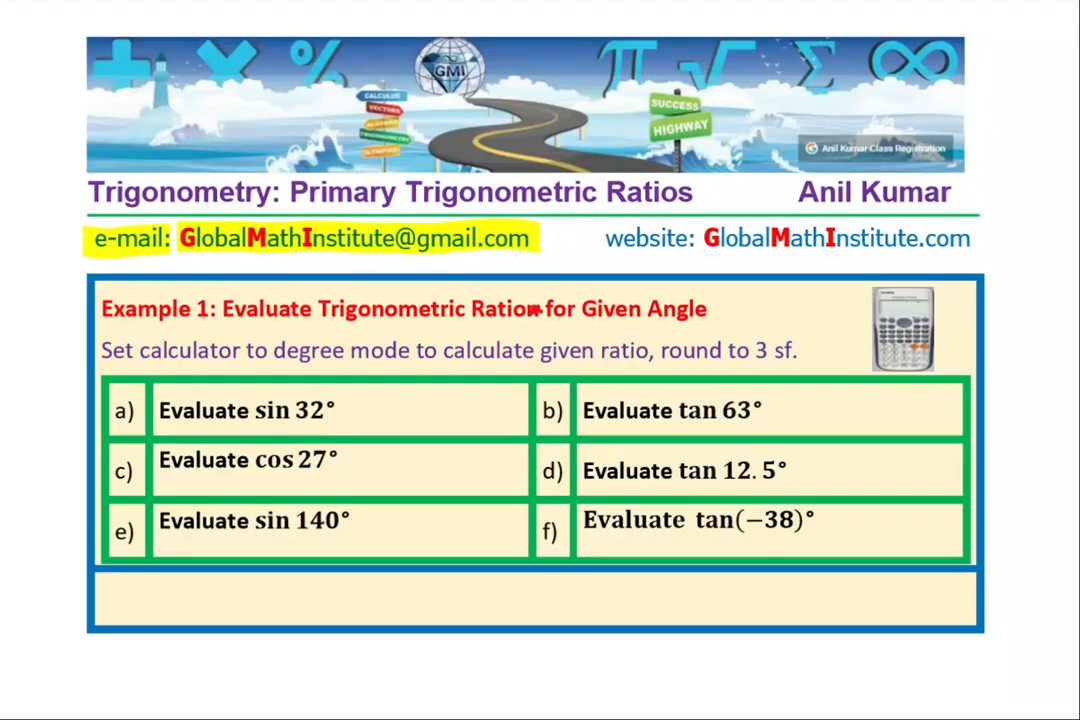 GMI
CALCULUS
VECTORS
SUCCESS
HIGHWAY
Anil Kumar Class Registration
Trigonometry: Primary Trigonometric Ratios Anil Kumar
e-mail: GlobalMathInstitute@gmail.com website: GlobalMathInstitute.com
Example 1: Evaluate Trigonometric Ration for Given Angle
Set calculator to degree mode to calculate given ratio, round to 3 sf.
a) Evaluate sin 32° b) Evaluate tan 63°
c) Evaluate cos 27° d) Evaluate tan 12.5°
e) Evaluate sin 140° f) Evaluate tan(−38)°